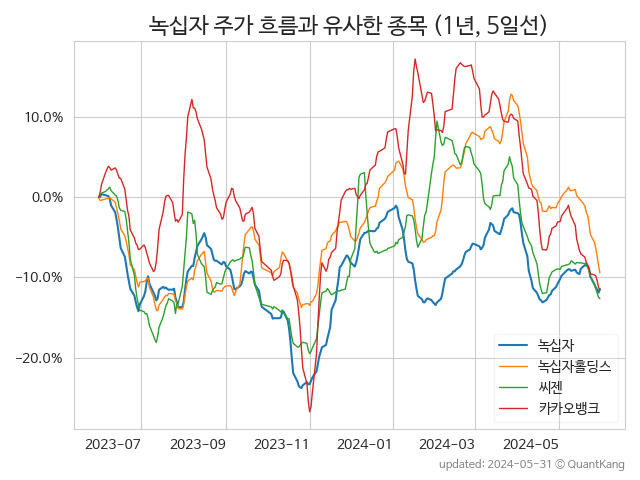 녹십자 주가 흐름과 유사한 종목 (1년, 5일선)
10.0%
0.0%
−10.0%
−20.0%
녹십자
녹십자홀딩스
씨젠
카카오뱅크
2023-07 2023-09 2023-11 2024-01 2024-03 2024-05
updated: 2024-05-31 © QuantKang